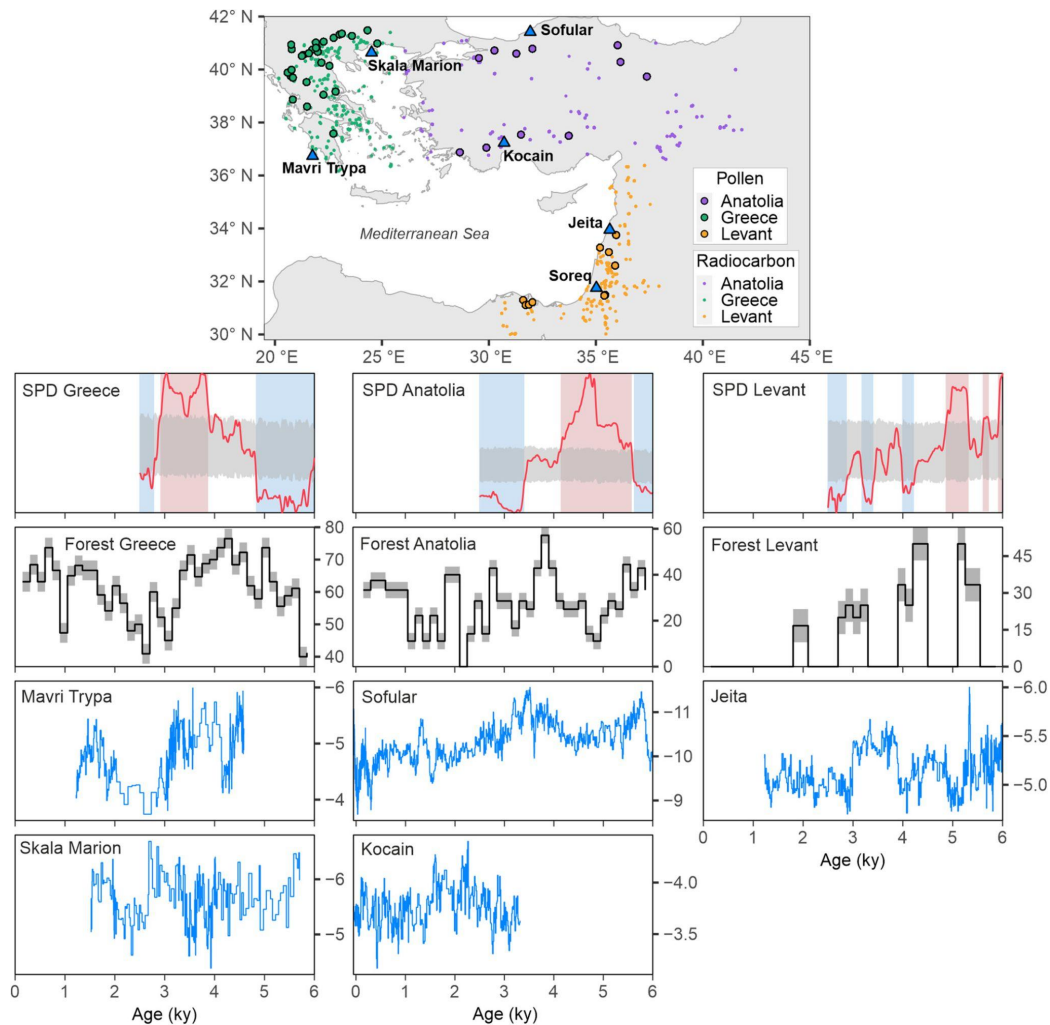 42° N
40° N
38° N
36° N
34° N
32° N
30° N
Sofular
Skala Marion
Mavri Trypa
Kocain
Jeita
Mediterranean Sea
Soreq
Pollen
Anatolia
Greece
Levant
Radiocarbon
Anatolia
Greece
Levant
20 °E
25 °E
30 °E
35 °E
40 °E
45 °E
SPD Greece
SPD Anatolia
SPD Levant
Forest Greece
80
70
60
50
40
Forest Anatolia
60
40
20
0
Forest Levant
45
30
15
0
Mavri Trypa
−6
−5
−4
Sofular
−11
−10
−9
Jeita
−6.0
−5.5
−5.0
0 1 2 3 4 5 6
Age (ky)
Skala Marion
−6
−5
Kocain
−4.0
−3.5
0 1 2 3 4 5 6
Age (ky)
0 1 2 3 4 5 6
Age (ky)